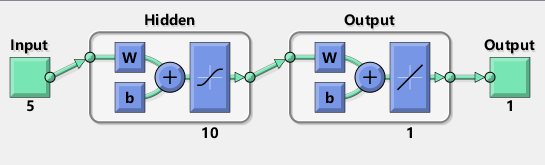 Hidden Output
Input Output
W W
b b
5 10 1 1